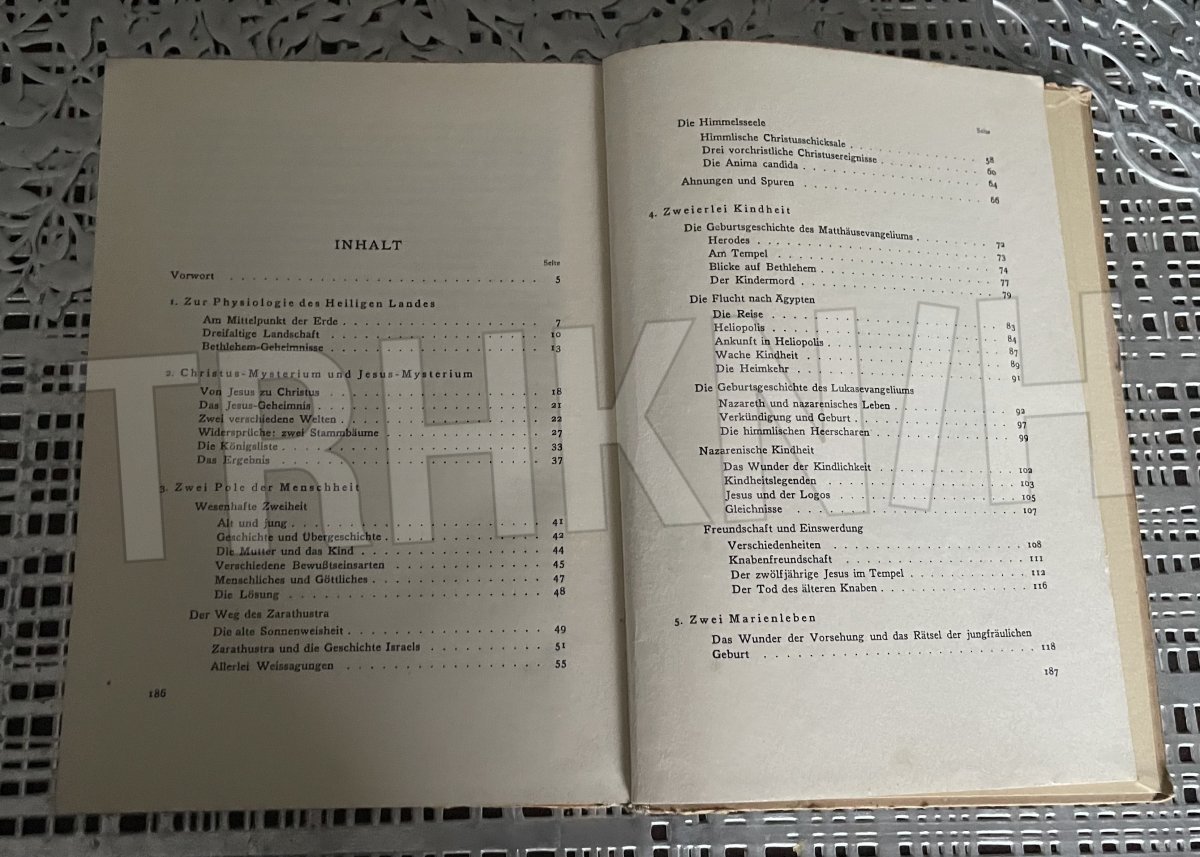 INHALT
Seite
Vorwort . . . . . 5
1. Zur Physiologie des Heiligen Landes
Am Mittelpunkt der Erde . . . . . 7
Dreifaltige Landschaft . . . . . 10
Bethlehem-Geheimnisse . . . . . 13
2. Christus-Mysterium und Jesus-Mysterium
Von Jesus zu Christus . . . . . 18
Das Jesus-Geheimnis . . . . . 21
Zwei verschiedene Welten . . . . . 22
Widersprüche: zwei Stammbäume . . . . . 27
Die Königsliste . . . . . 33
Das Ergebnis . . . . . 37
3. Zwei Pole der Menschheit
Wesenhafte Zweiheit
Alt und jung . . . . . 41
Geschichte und Übergeschichte . . . . . 42
Die Mutter und das Kind . . . . . 44
Verschiedene Bewußtseinsarten . . . . . 45
Menschliches und Göttliches . . . . . 47
Die Lösung . . . . . 48
Der Weg des Zarathustra
Die alte Sonnenweisheit . . . . . 49
Zarathustra und die Geschichte Israels . . . . . 51
Allerlei Weissagungen . . . . . 55
186
Seite
Die Himmelsseele
Himmlische Christusschicksale . . . . . 58
Drei vorchristliche Christusereignisse . . . . . 60
Die Anima candida . . . . . 64
Ahnungen und Spuren . . . . . 66
4. Zweierlei Kindheit
Die Geburtsgeschichte des Matthäusevangeliums . . . . . 72
Herodes . . . . . 73
Am Tempel . . . . . 74
Blicke auf Bethlehem . . . . . 77
Der Kindermord . . . . . 79
Die Flucht nach Ägypten
Die Reise . . . . . 83
Heliopolis . . . . . 84
Ankunft in Heliopolis . . . . . 87
Wache Kindheit . . . . . 89
Die Heimkehr . . . . . 91
Die Geburtsgeschichte des Lukasevangeliums
Nazareth und nazarenisches Leben . . . . . 92
Verkündigung und Geburt . . . . . 97
Die himmlischen Heerscharen . . . . . 99
Nazarenische Kindheit
Das Wunder der Kindlichkeit . . . . . 102
Kindheitslegenden . . . . . 103
Jesus und der Logos . . . . . 105
Gleichnisse . . . . . 107
Freundschaft und Einswerdung
Verschiedenheiten . . . . . 108
Knabenfreundschaft . . . . . 111
Der zwölfjährige Jesus im Tempel . . . . . 112
Der Tod des älteren Knaben . . . . . 116
5. Zwei Marienleben
Das Wunder der Vorsehung und das Rätsel der jungfräulichen
Geburt . . . . . 118
187